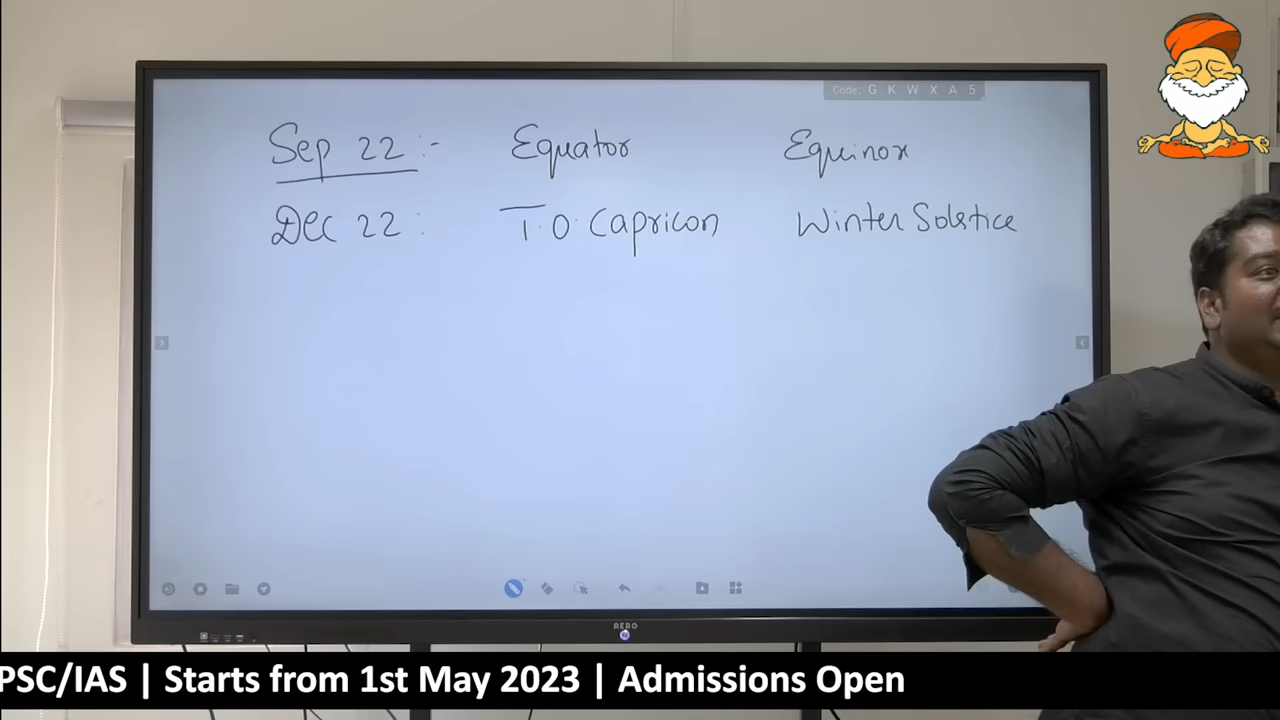 Code: G K W X A 5
Sep 22 :- Equator Equinox
Dec 22 : T.O. Capricon Winter Solstice
AERO
PSC/IAS | Starts from 1st May 2023 | Admissions Open